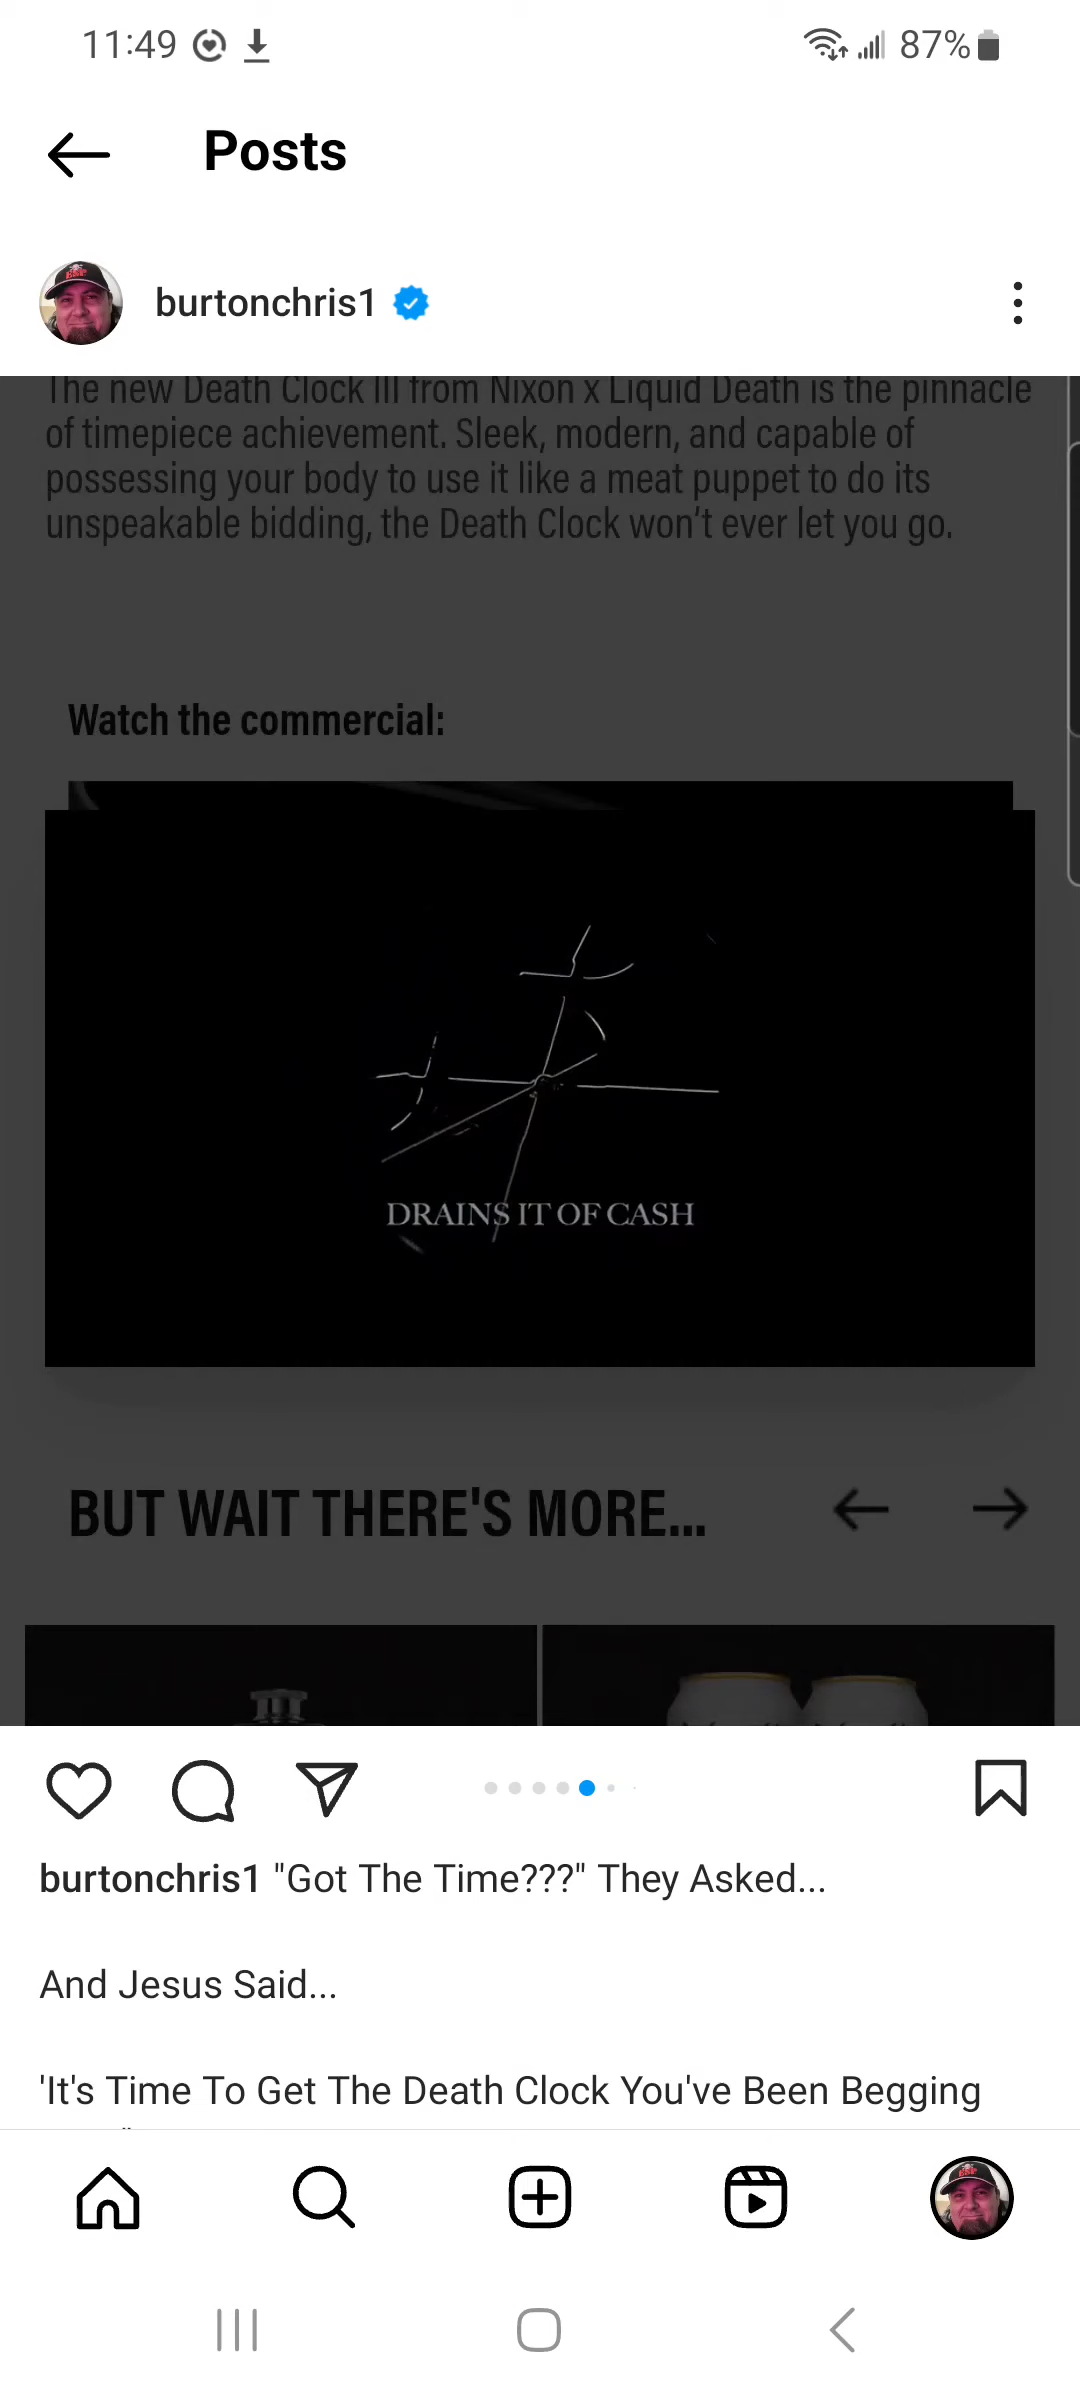 11:49
87%
Posts
burtonchris1
The new Death Clock III from Nixon x Liquid Death is the pinnacle
of timepiece achievement. Sleek, modern, and capable of
possessing your body to use it like a meat puppet to do its
unspeakable bidding, the Death Clock won't ever let you go.
Watch the commercial:
DRAINS IT OF CASH
BUT WAIT THERE'S MORE...
burtonchris1 "Got The Time???" They Asked...
And Jesus Said...
'It's Time To Get The Death Clock You've Been Begging